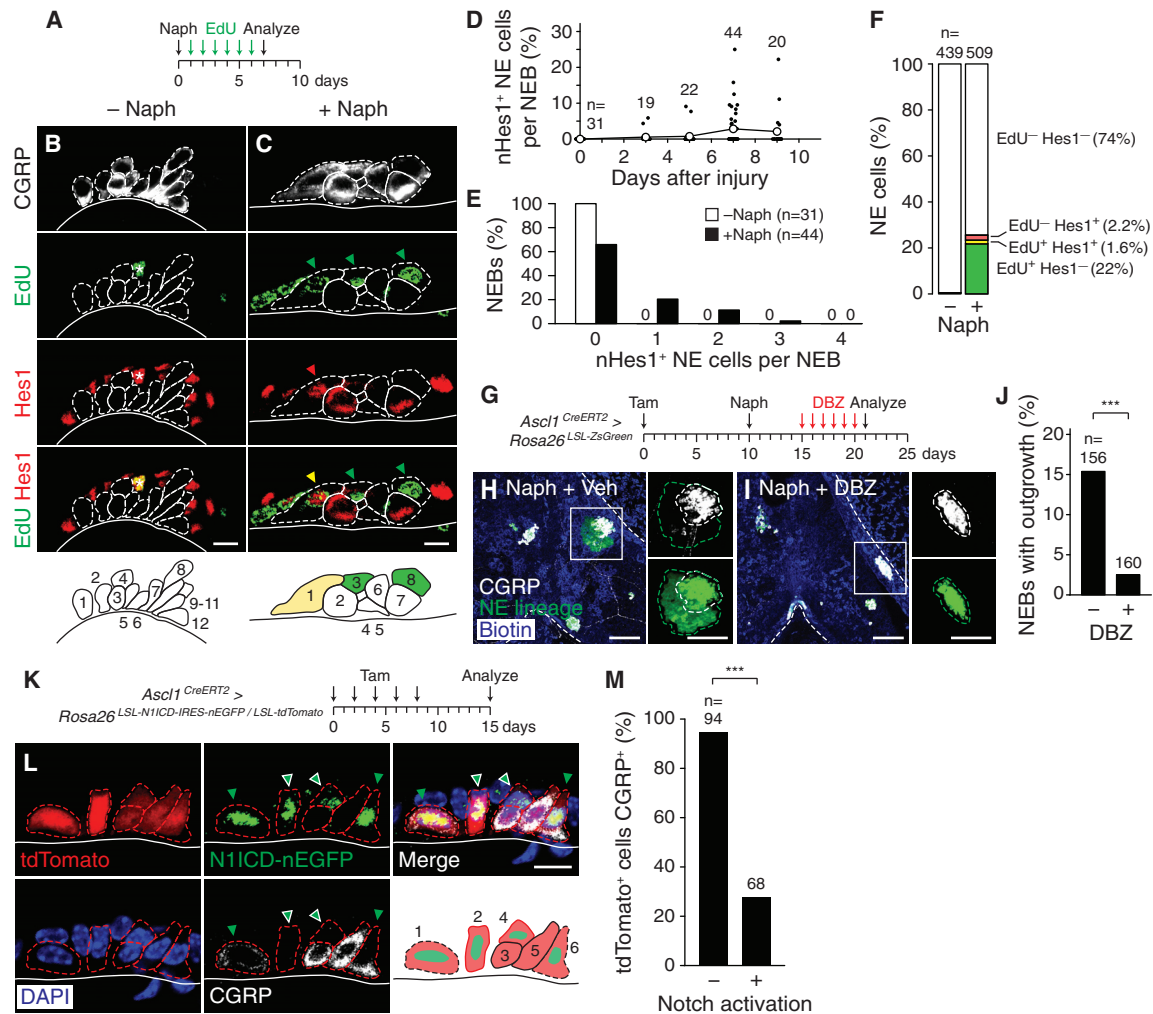 A
Naph EdU Analyze
0 5 10 days
– Naph + Naph
B C
CGRP
EdU
*
Hes1
*
EdU Hes1
*
1 2 3 4 5 6 7 8 9-11 12
1 2 3 4 5 6 7 8
D
nHes1+ NE cells per NEB (%)
30
20
10
0
n=
31 19 22 44 20
0 2 4 6 8 10
Days after injury
E
NEBs (%)
100
80
60
40
20
0
–Naph (n=31)
+Naph (n=44)
0 0 0 0 0
0 1 2 3 4
nHes1+ NE cells per NEB
F
n=
439 509
NE cells (%)
100
80
60
40
20
0
EdU– Hes1– (74%)
EdU– Hes1+ (2.2%)
EdU+ Hes1+ (1.6%)
EdU+ Hes1– (22%)
– +
Naph
G
Tam Naph DBZ Analyze
Ascl1 CreERT2 >
Rosa26 LSL-ZsGreen
0 5 10 15 20 25 days
H Naph + Veh
CGRP
NE lineage
Biotin
I Naph + DBZ
J
NEBs with outgrowth (%)
***
20
15
10
5
0
n=
156
160
– +
DBZ
K
Tam Analyze
Ascl1 CreERT2 >
Rosa26 LSL-N1ICD-IRES-nEGFP / LSL-tdTomato
0 5 10 15 days
L
tdTomato
N1ICD-nEGFP
Merge
DAPI
CGRP
1 2 3 4 5 6
M
tdTomato+ cells CGRP+ (%)
***
n=
94
68
100
80
60
40
20
0
– +
Notch activation